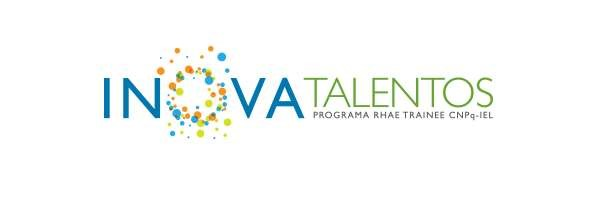 INOVA TALENTOS
PROGRAMA RHAE TRAINEE CNPq-IEL